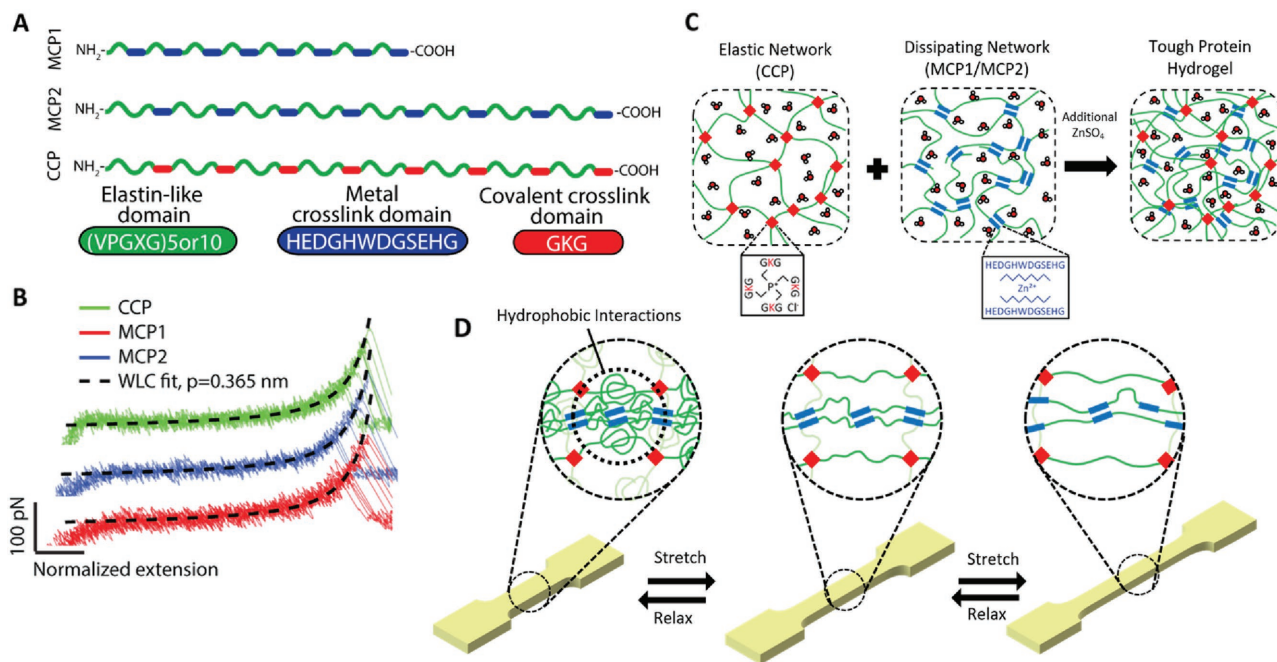 A
MCP1
NH2-
-COOH
MCP2
NH2-
-COOH
CCP
NH2-
-COOH
Elastin-like
domain
(VPGXG)5or10
Metal
crosslink domain
HEDGHWDGSEHG
Covalent crosslink
domain
GKG
B
CCP
MCP1
MCP2
WLC fit, p=0.365 nm
100 pN
Normalized extension
C
Elastic Network
(CCP)
Dissipating Network
(MCP1/MCP2)
Tough Protein
Hydrogel
Additional
ZnSO4
GKG
GKG
P+
GKG
GKG Cl-
HEDGHWDGSEHG
Zn2+
HEDGHWDGSEHG
D
Hydrophobic Interactions
Stretch
Relax
Stretch
Relax